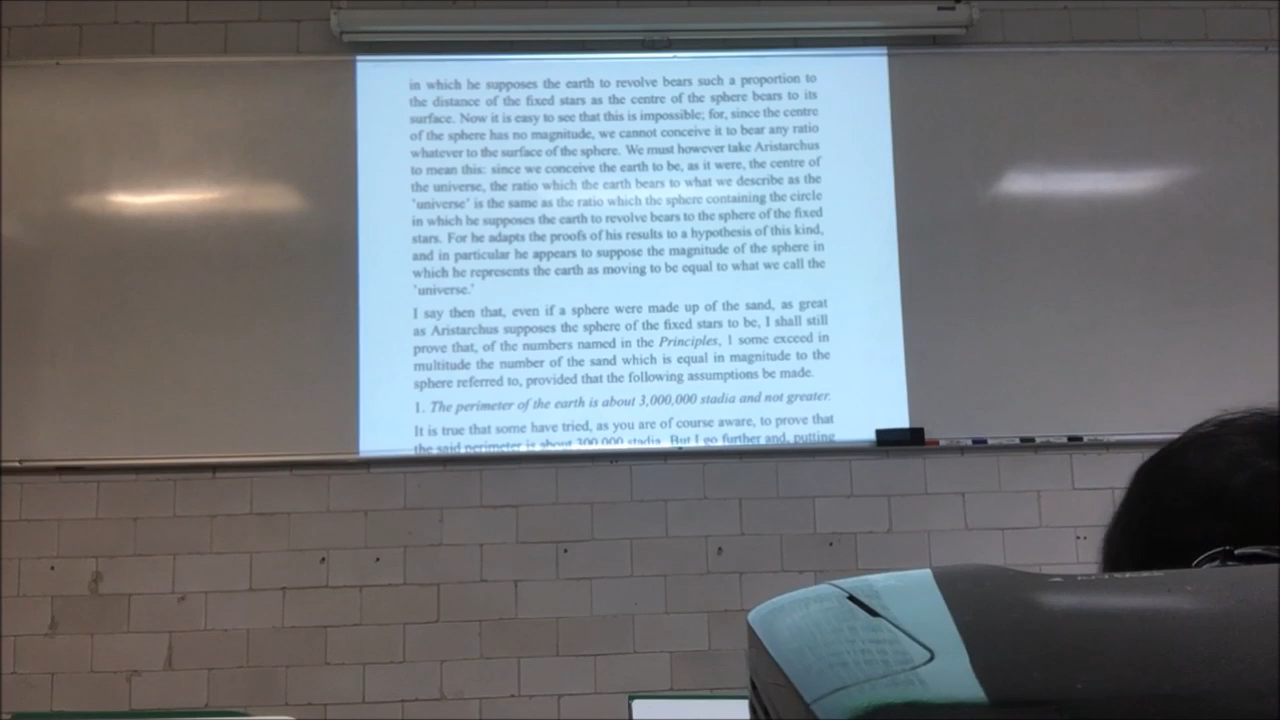 in which he supposes the earth to revolve bears such a proportion to
the distance of the fixed stars as the centre of the sphere bears to its
surface. Now it is easy to see that this is impossible; for, since the centre
of the sphere has no magnitude, we cannot conceive it to bear any ratio
whatever to the surface of the sphere. We must however take Aristarchus
to mean this: since we conceive the earth to be, as it were, the centre of
the universe, the ratio which the earth bears to what we describe as the
'universe' is the same as the ratio which the sphere containing the circle
in which he supposes the earth to revolve bears to the sphere of the fixed
stars. For he adapts the proofs of his results to a hypothesis of this kind,
and in particular he appears to suppose the magnitude of the sphere in
which he represents the earth as moving to be equal to what we call the
'universe.'
I say then that, even if a sphere were made up of the sand, as great
as Aristarchus supposes the sphere of the fixed stars to be, I shall still
prove that, of the numbers named in the Principles, 1 some exceed in
multitude the number of the sand which is equal in magnitude to the
sphere referred to, provided that the following assumptions be made.
1. The perimeter of the earth is about 3,000,000 stadia and not greater.
It is true that some have tried, as you are of course aware, to prove that
the said perimeter is about 300,000 stadia. But I go further and, putting